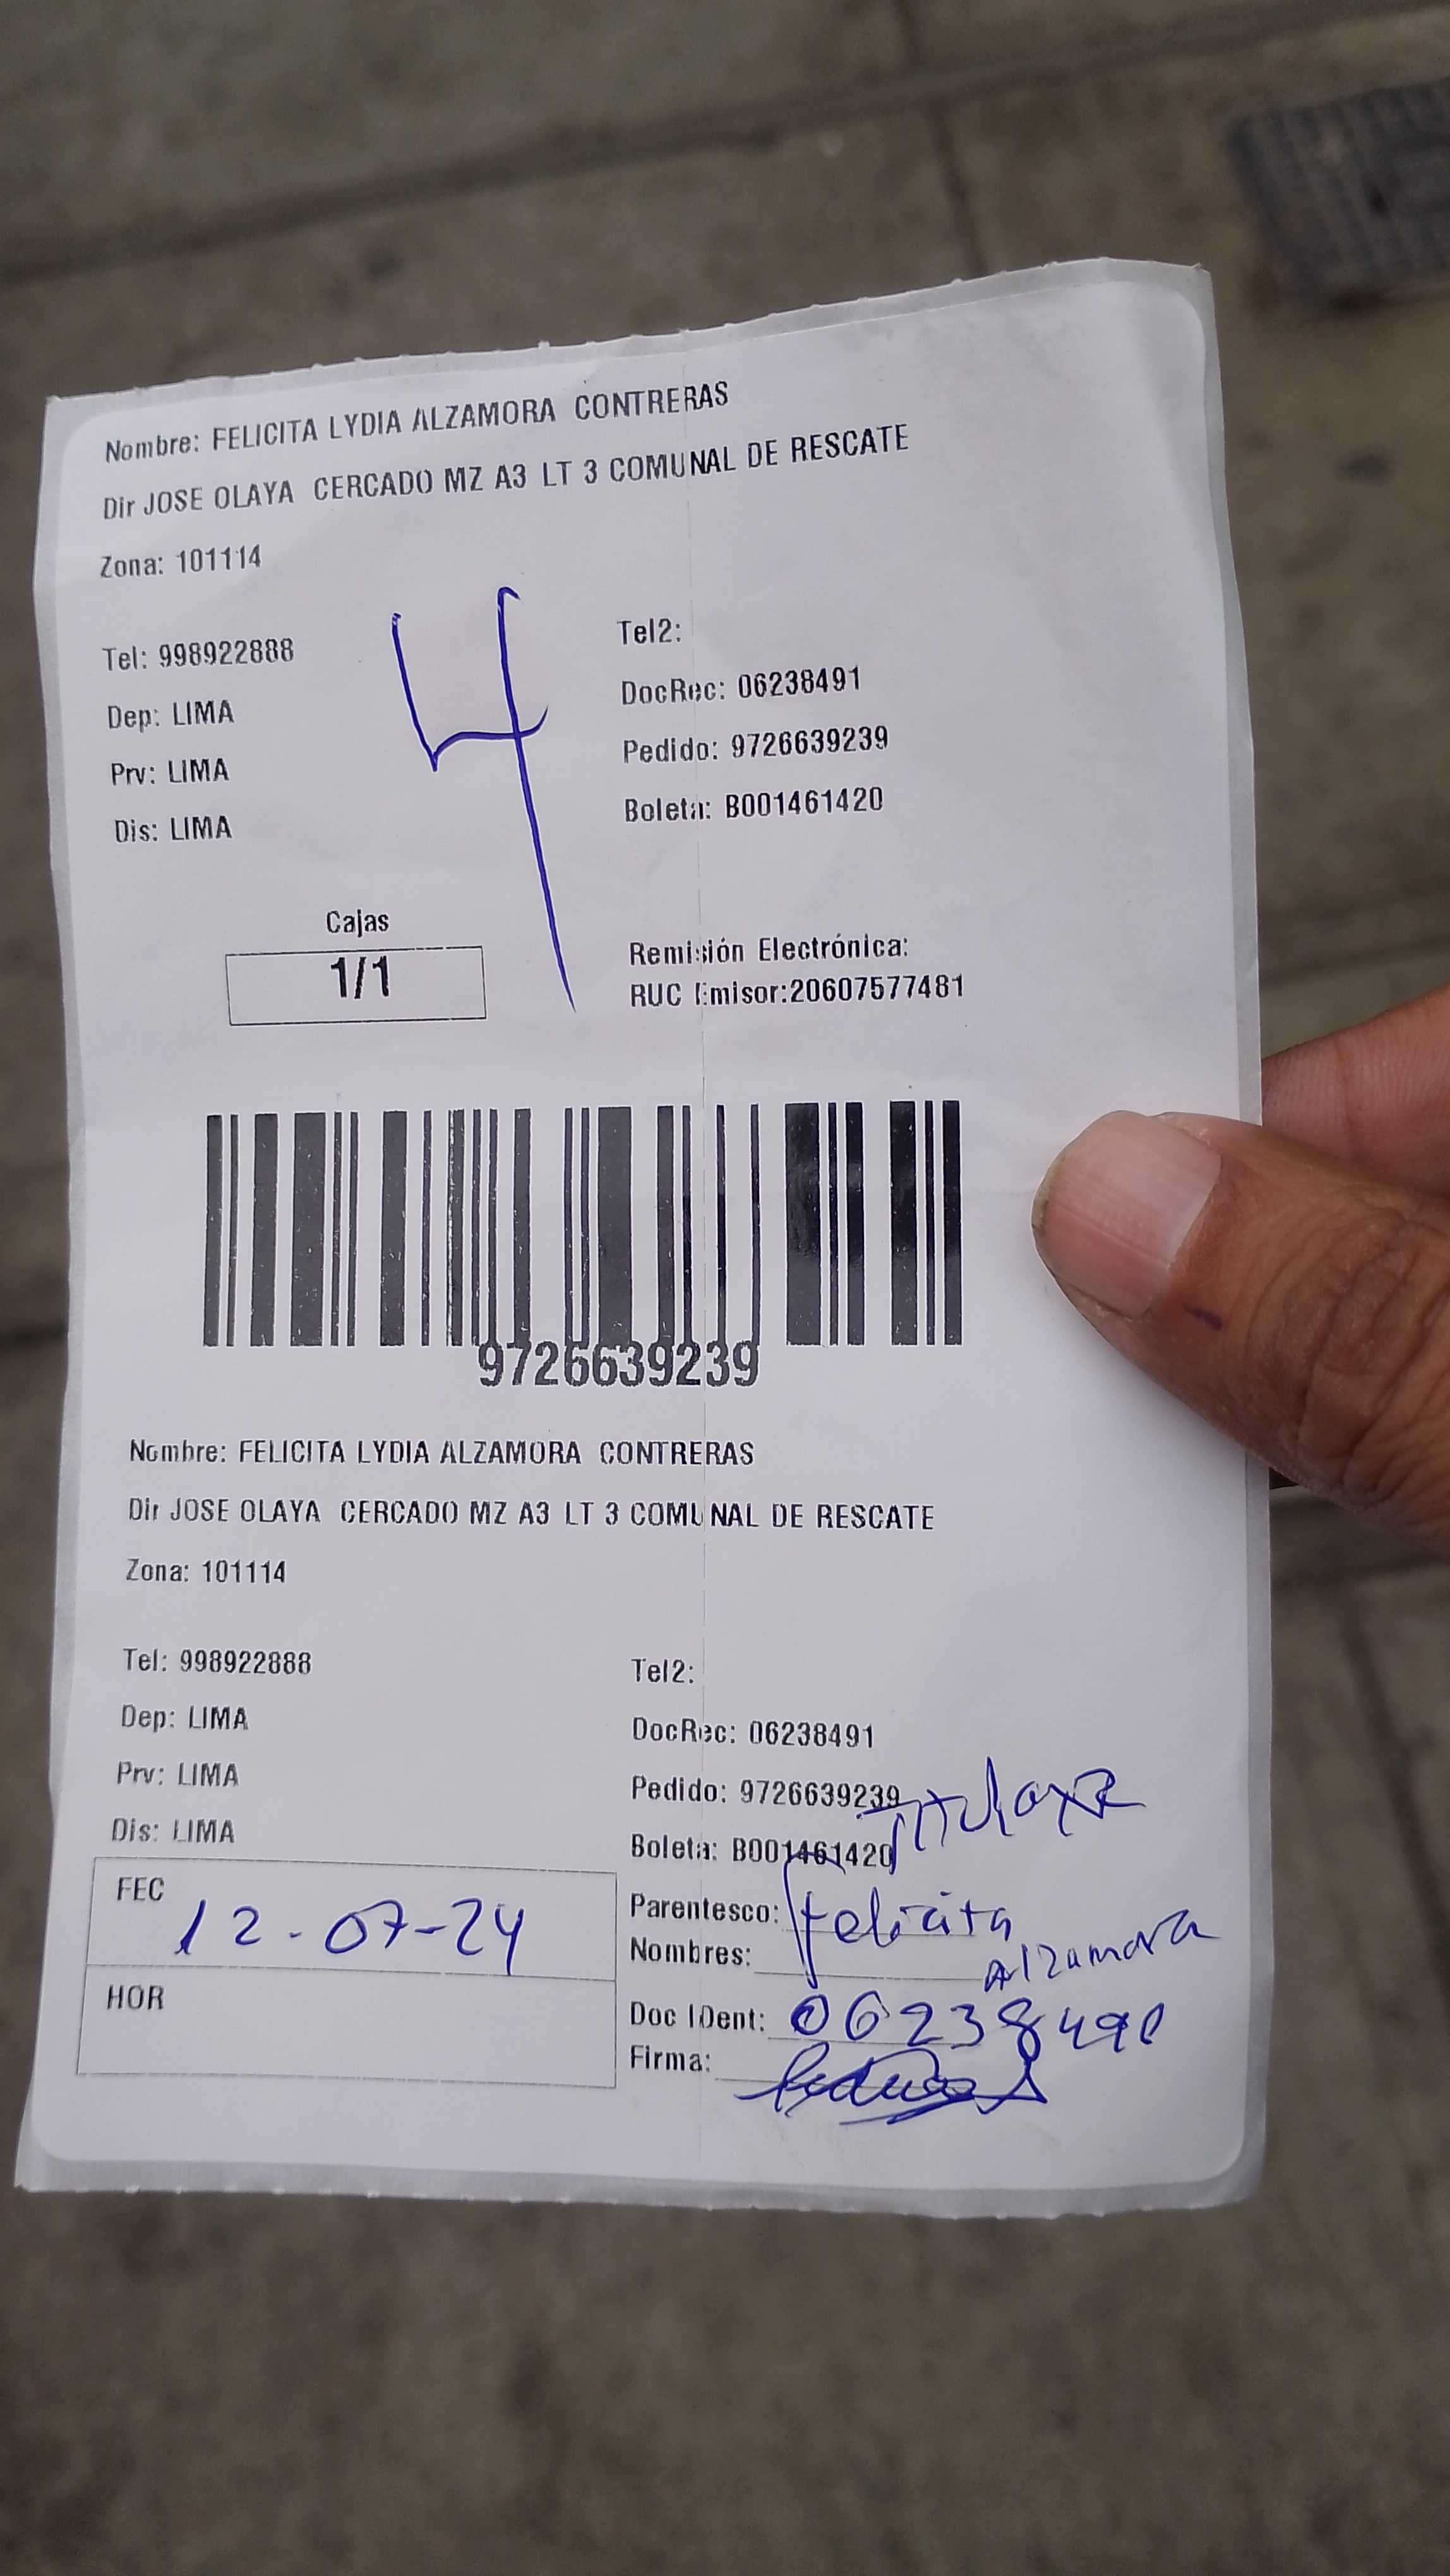 Nombre: FELICITA LYDIA ALZAMORA CONTRERAS
Dir JOSE OLAYA CERCADO MZ A3 LT 3 COMUNAL DE RESCATE
Zona: 101114
4
Tel: 998922888
Tel2:
Dep: LIMA
DocRec: 06238491
Prv: LIMA
Pedido: 9726639239
Dis: LIMA
Boleta: B001461420
Cajas
1/1
Remisión Electrónica:
RUC Emisor:20607577481
9726639239
Nombre: FELICITA LYDIA ALZAMORA CONTRERAS
Dir JOSE OLAYA CERCADO MZ A3 LT 3 COMUNAL DE RESCATE
Zona: 101114
Tel: 998922888
Tel2:
Dep: LIMA
DocRec: 06238491
Prv: LIMA
Pedido: 9726639239
Dis: LIMA
Boleta: B001461420
FEC 12-07-24
HOR
Parentesco: Felicita
Nombres: Alzamora
Doc IDent: 06238491
Firma: